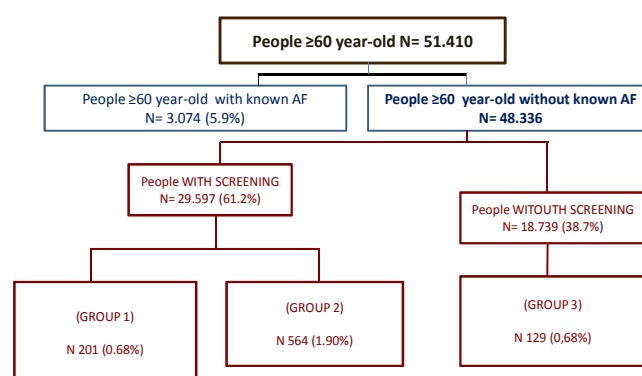 People ≥60 year-old N= 51.410
People ≥60 year-old with known AF
N= 3.074 (5.9%)
People ≥60 year-old without known AF
N= 48.336
People WITH SCREENING
N= 29.597 (61.2%)
People WITOUTH SCREENING
N= 18.739 (38.7%)
(GROUP 1)
N 201 (0.68%)
(GROUP 2)
N 564 (1.90%)
(GROUP 3)
N 129 (0,68%)